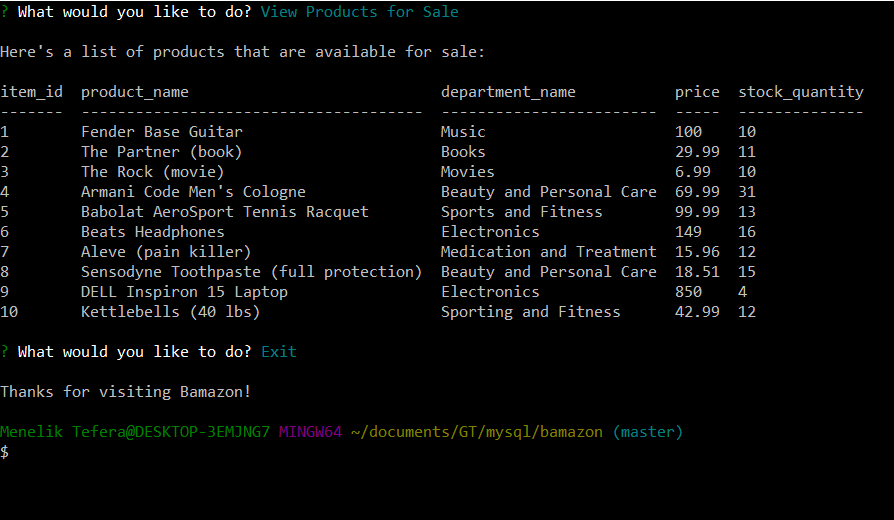 ? What would you like to do? View Products for Sale
Here's a list of products that are available for sale:
item_id  product_name                            department_name            price  stock_quantity
-------  --------------------------------------  ------------------------  -----  --------------
1        Fender Base Guitar                      Music                     100    10
2        The Partner (book)                      Books                     29.99  11
3        The Rock (movie)                        Movies                    6.99   10
4        Armani Code Men's Cologne               Beauty and Personal Care  69.99  31
5        Babolat AeroSport Tennis Racquet        Sports and Fitness        99.99  13
6        Beats Headphones                        Electronics               149    16
7        Aleve (pain killer)                     Medication and Treatment  15.96  12
8        Sensodyne Toothpaste (full protection)  Beauty and Personal Care  18.51  15
9        DELL Inspiron 15 Laptop                 Electronics               850    4
10       Kettlebells (40 lbs)                    Sporting and Fitness      42.99  12
? What would you like to do? Exit
Thanks for visiting Bamazon!
Menelik Tefera@DESKTOP-3EMJNG7 MINGW64 ~/documents/GT/mysql/bamazon (master)
$